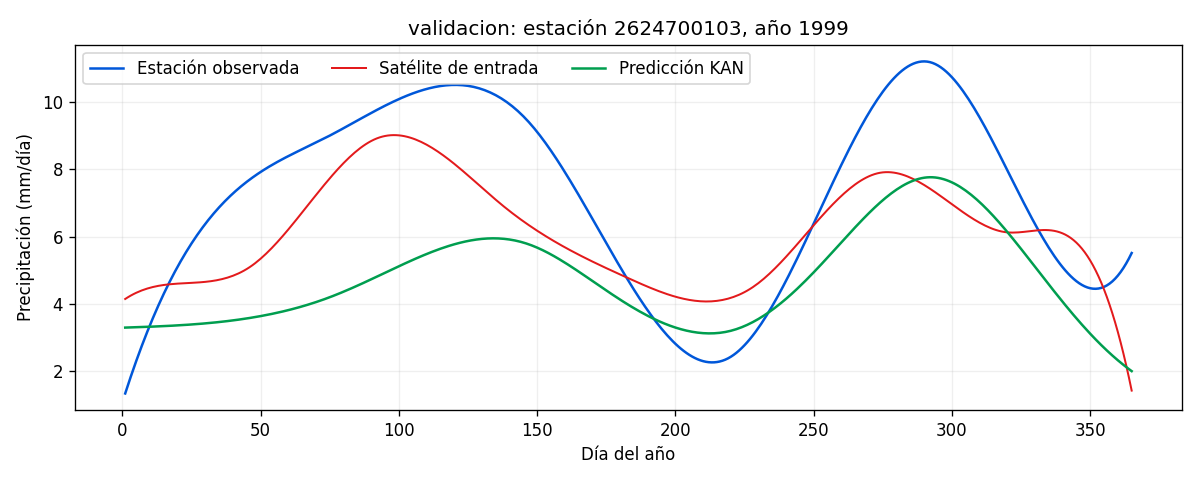 validacion: estación 2624700103, año 1999
Estación observada Satélite de entrada Predicción KAN
Precipitación (mm/día)
10
8
6
4
2
0 50 100 150 200 250 300 350
Día del año